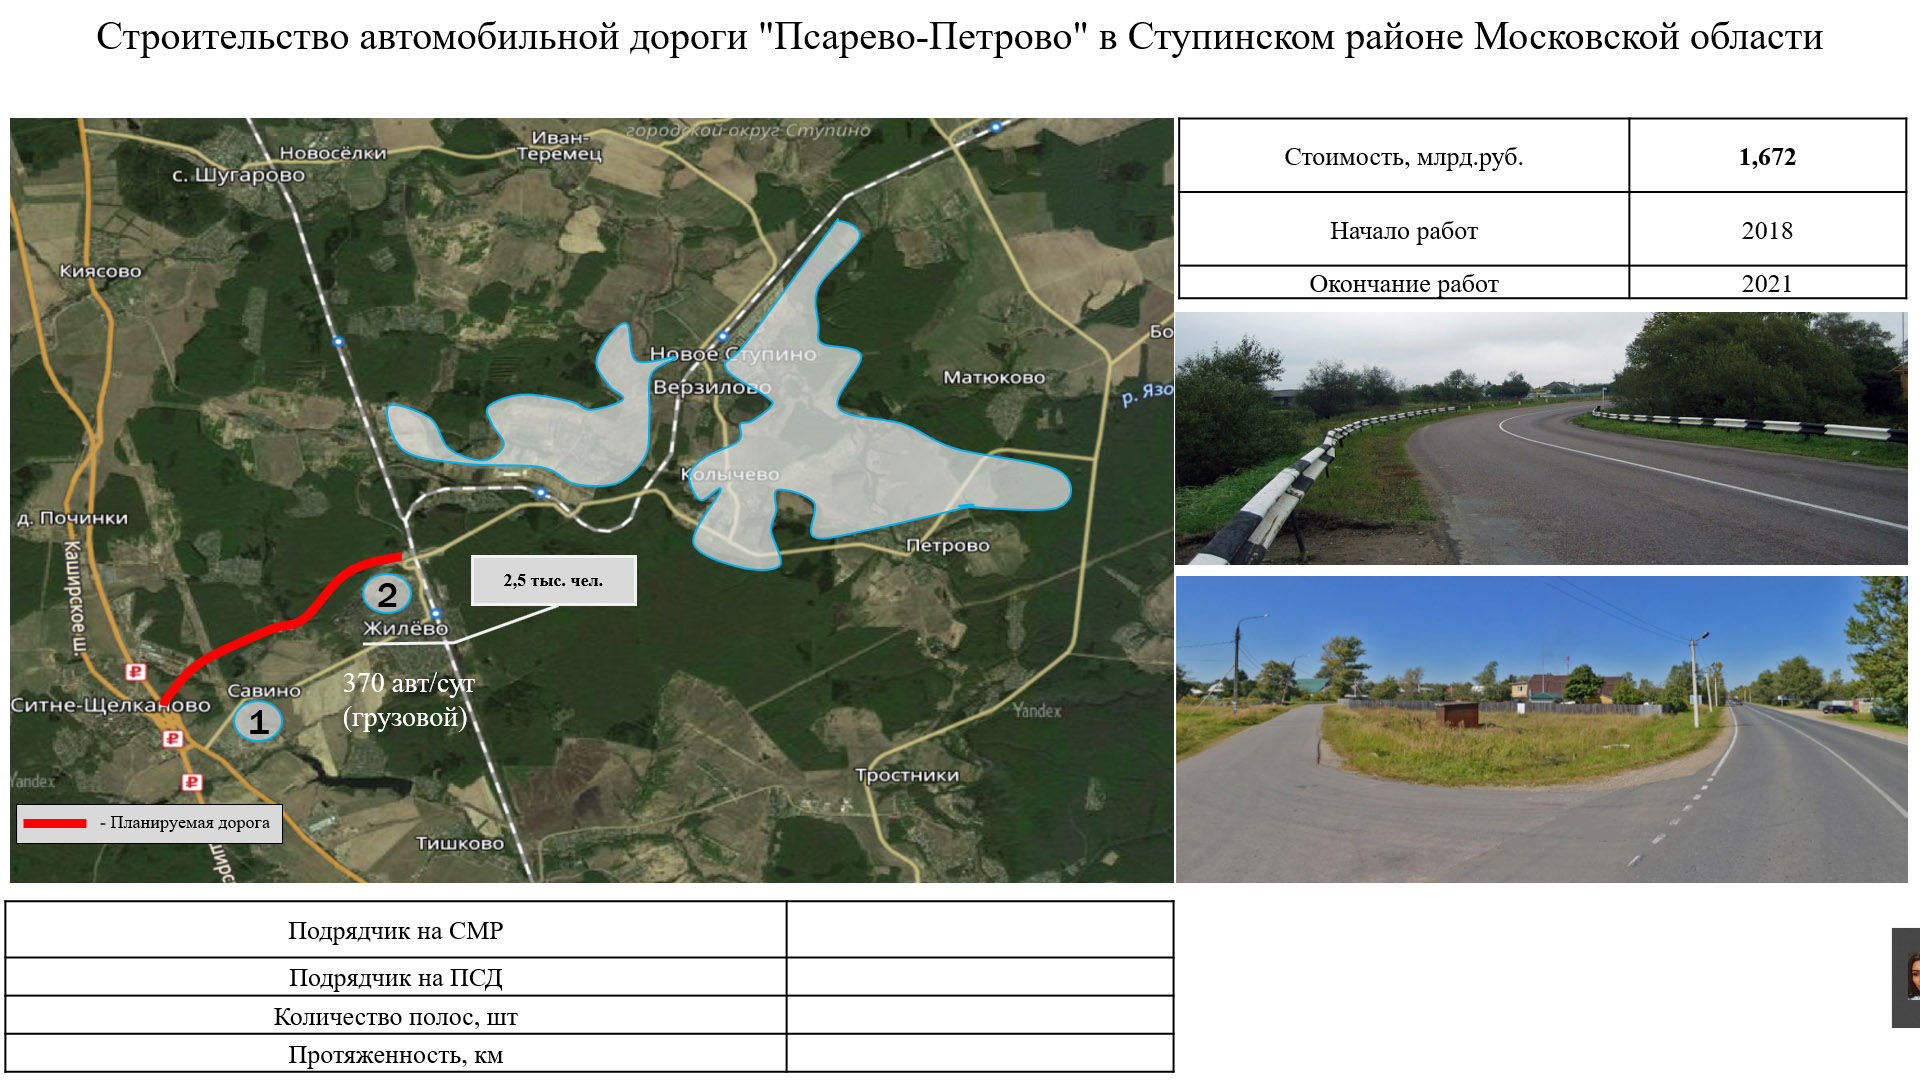 Строительство автомобильной дороги "Псарево-Петрово" в Ступинском районе Московской области
городской округ Ступино
Иван-
Теремец
Новосёлки
с. Шугарово
Киясово
Бо
Новое Ступино
Верзилово
Матюково
р. Язо
Колычево
д. Починки
Каширское ш.
Петрово
2,5 тыс. чел.
2
Жилёво
370 авт/сут
(грузовой)
Савино
Ситне-Щелканово
1
Yandex
Yandex
Тростники
- Планируемая дорога
Тишково
ширс
Стоимость, млрд.руб. 1,672
Начало работ 2018
Окончание работ 2021
Подрядчик на СМР
Подрядчик на ПСД
Количество полос, шт
Протяженность, км